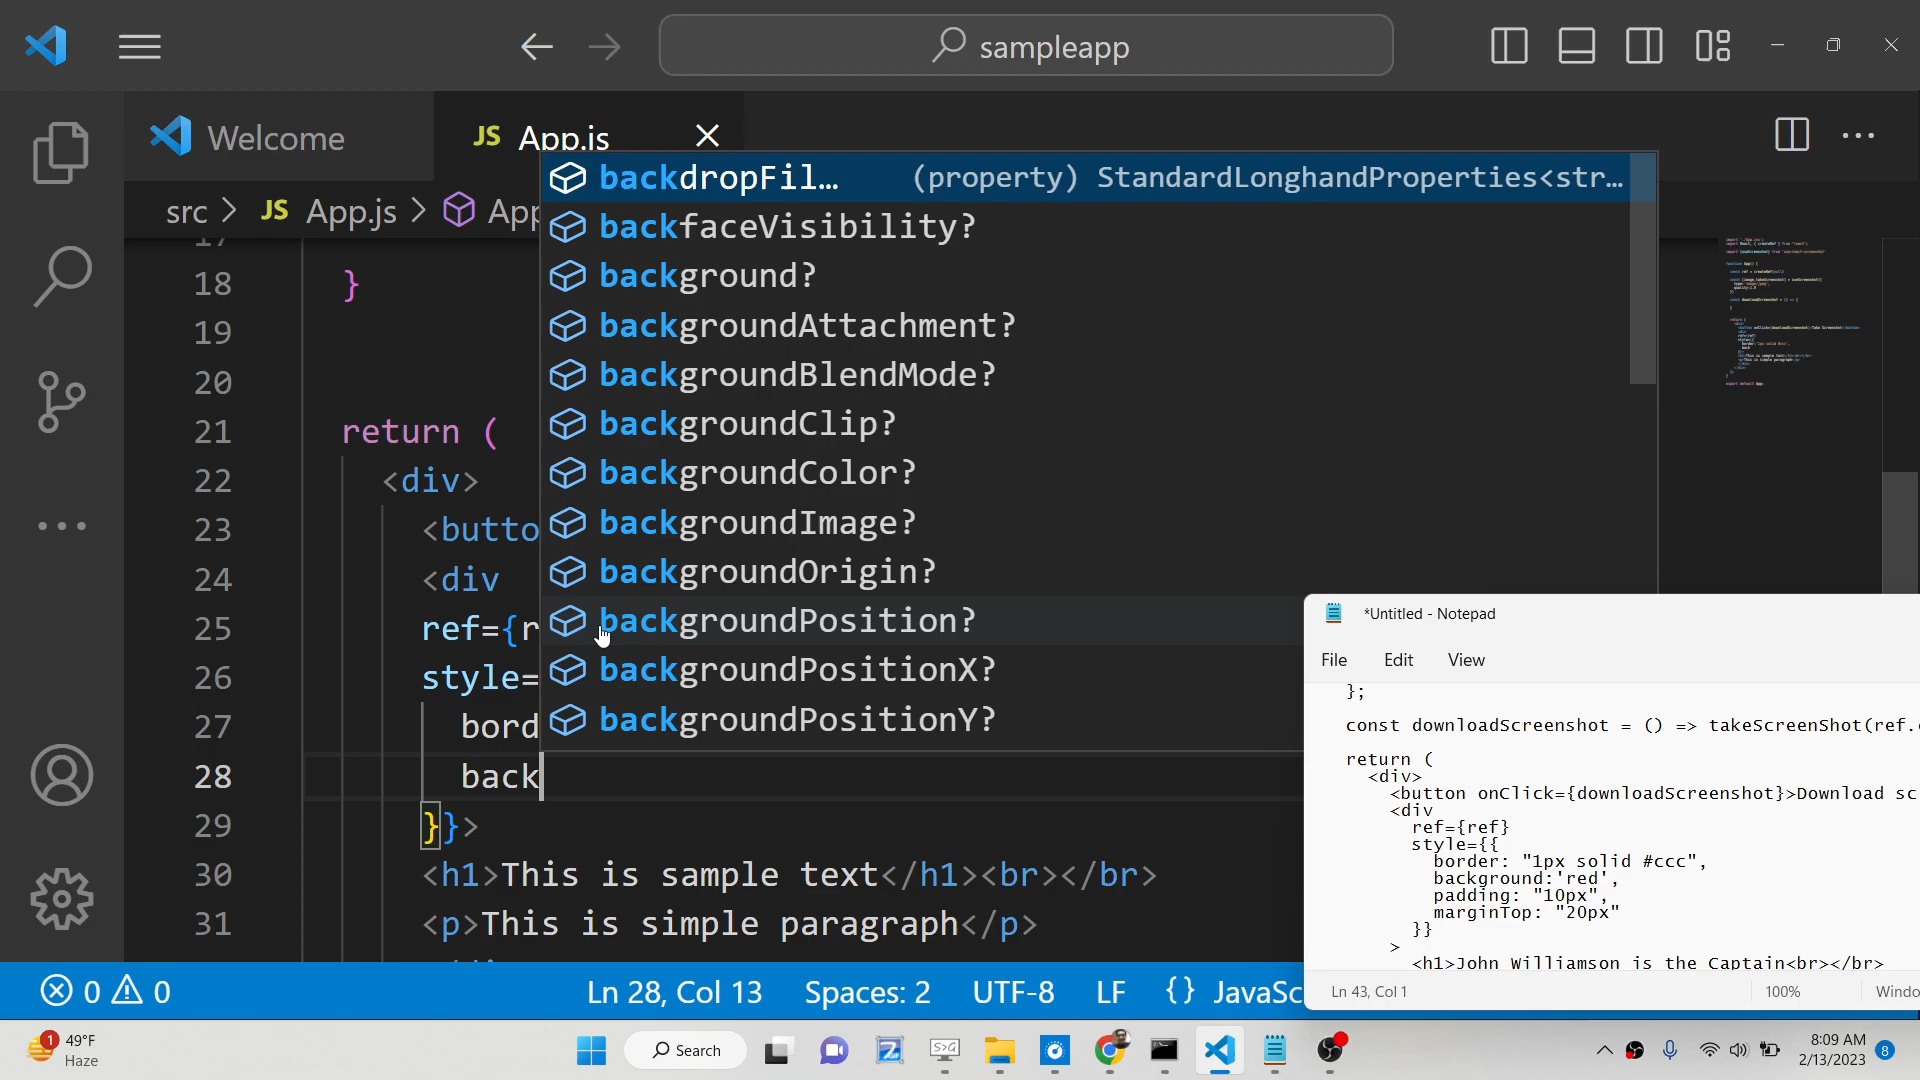 sampleapp
Welcome
JS App.js
src > JS App.js > App
backdropFil… (property) StandardLonghandProperties<str…
backfaceVisibility?
background?
backgroundAttachment?
backgroundBlendMode?
backgroundClip?
backgroundColor?
backgroundImage?
backgroundOrigin?
backgroundPosition?
backgroundPositionX?
backgroundPositionY?
17
18 }
19
20
21 return (
22 <div>
23 <butto
24 <div
25 ref={r
26 style=
27 bord
28 back
29 }}>
30 <h1>This is sample text</h1><br></br>
31 <p>This is simple paragraph</p>
*Untitled - Notepad
File Edit View
};
const downloadScreenshot = () => takeScreenShot(ref.
return (
<div>
<button onClick={downloadScreenshot}>Download sc
<div
ref={ref}
style={{
border: "1px solid #ccc",
background:'red',
padding: "10px",
marginTop: "20px"
}}
>
<h1>John Williamson is the Captain<br></br>
Ln 43, Col 1 100% Windo
0 0 Ln 28, Col 13 Spaces: 2 UTF-8 LF {} JavaSc
1 49°F
Haze
Search
8:09 AM
2/13/2023 8